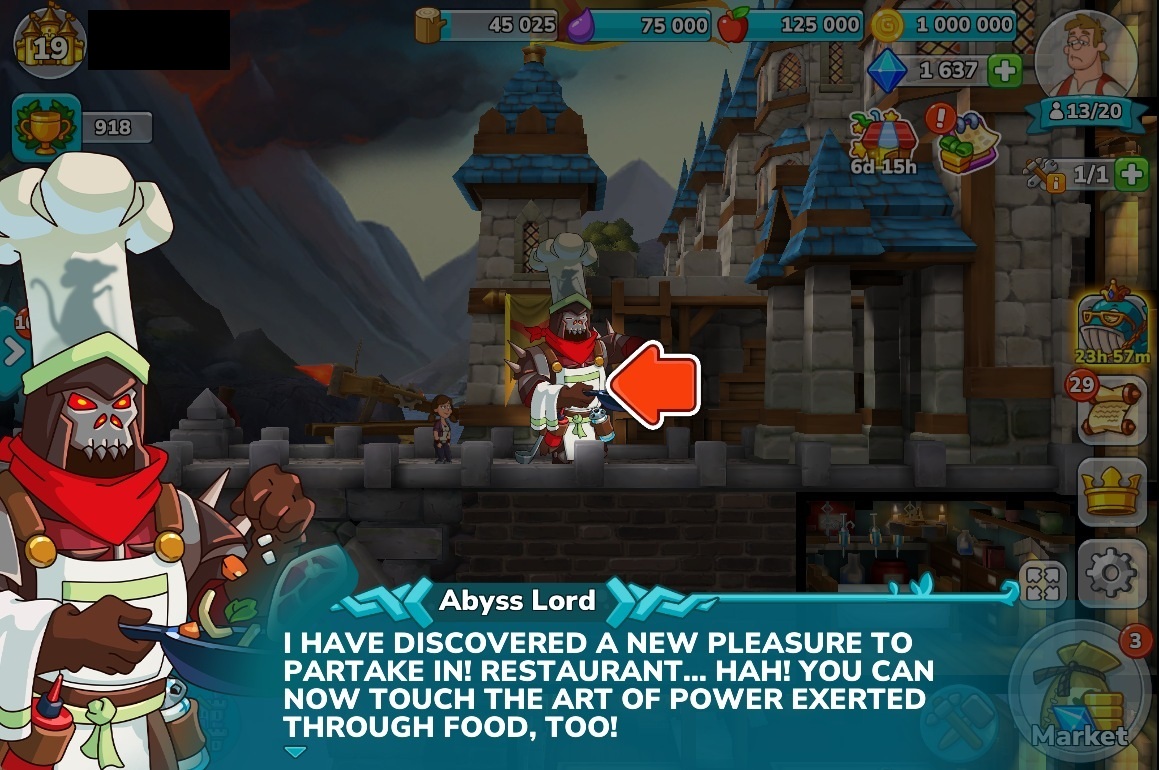 19
45 025
75 000
125 000
1 000 000
1 637
918
13/20
6d 15h
1/1
23h 57m
29
Abyss Lord
I HAVE DISCOVERED A NEW PLEASURE TO
PARTAKE IN! RESTAURANT... HAH! YOU CAN
NOW TOUCH THE ART OF POWER EXERTED
THROUGH FOOD, TOO!
3
Market